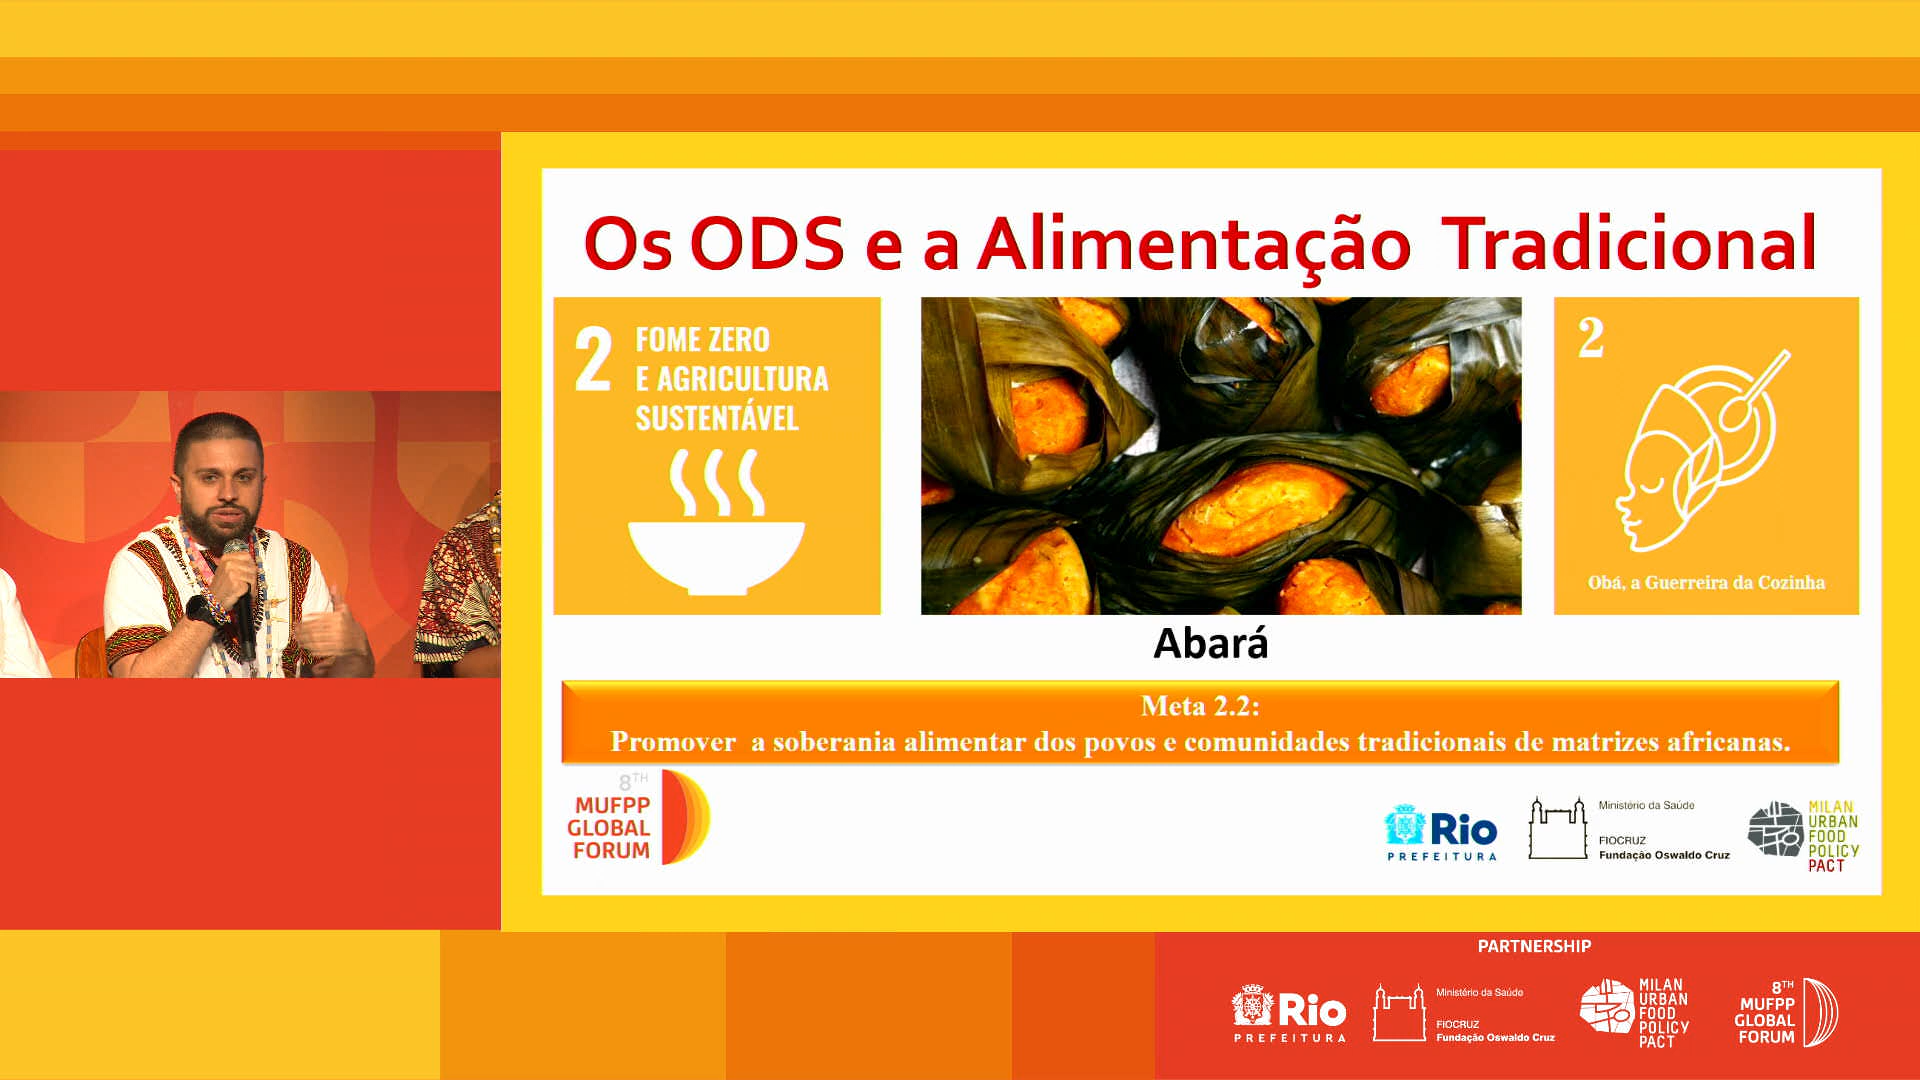 Os ODS e a Alimentação Tradicional
2 FOME ZERO
E AGRICULTURA
SUSTENTÁVEL
2
Obá, a Guerreira da Cozinha
Abará
Meta 2.2:
Promover a soberania alimentar dos povos e comunidades tradicionais de matrizes africanas.
8TH
MUFPP
GLOBAL
FORUM
Rio
PREFEITURA
Ministério da Saúde
FIOCRUZ
Fundação Oswaldo Cruz
MILAN
URBAN
FOOD
POLICY
PACT
PARTNERSHIP
Rio
PREFEITURA
Ministério da Saúde
FIOCRUZ
Fundação Oswaldo Cruz
MILAN
URBAN
FOOD
POLICY
PACT
8TH
MUFPP
GLOBAL
FORUM